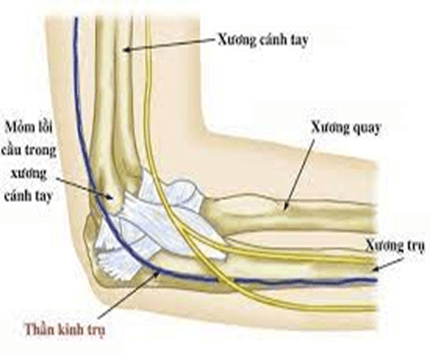 Xương cánh tay
Mỏm lồi
cầu trong
xương
cánh tay
Xương quay
Xương trụ
Thần kinh trụ